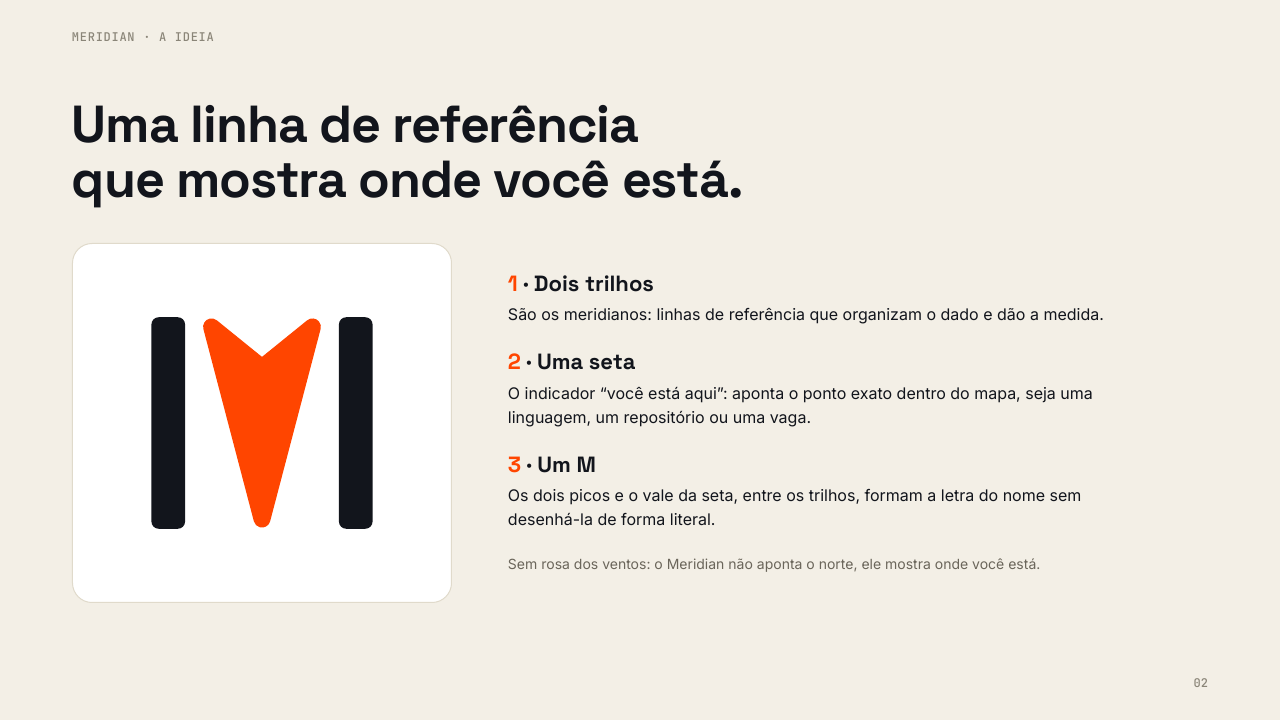 MERIDIAN · A IDEIA
Uma linha de referência
que mostra onde você está.
1 · Dois trilhos
São os meridianos: linhas de referência que organizam o dado e dão a medida.
2 · Uma seta
O indicador “você está aqui”: aponta o ponto exato dentro do mapa, seja uma
linguagem, um repositório ou uma vaga.
3 · Um M
Os dois picos e o vale da seta, entre os trilhos, formam a letra do nome sem
desenhá-la de forma literal.
Sem rosa dos ventos: o Meridian não aponta o norte, ele mostra onde você está.
02